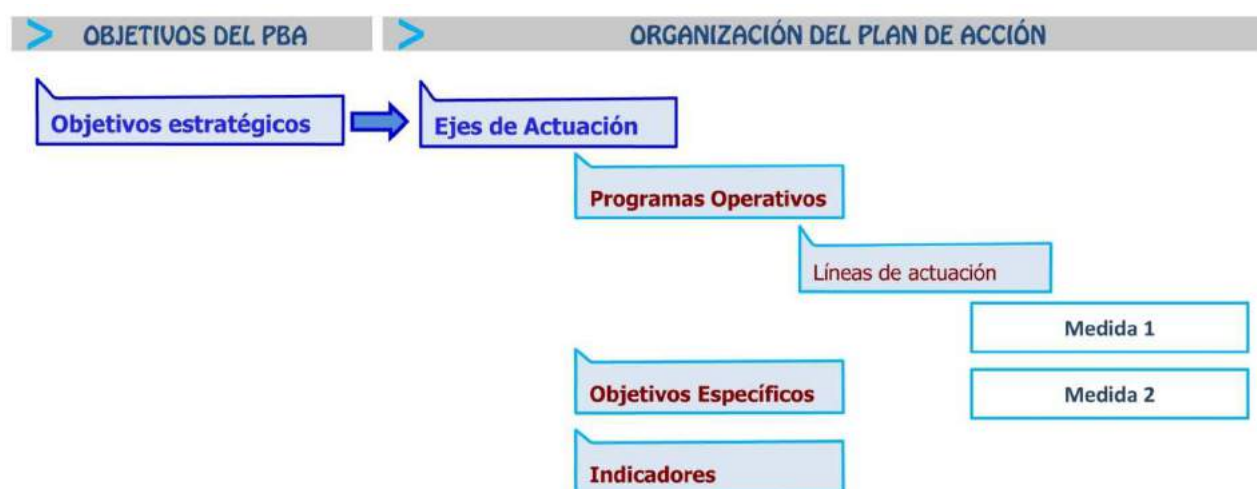 > OBJETIVOS DEL PBA
> ORGANIZACIÓN DEL PLAN DE ACCIÓN
Objetivos estratégicos
Ejes de Actuación
Programas Operativos
Líneas de actuación
Medida 1
Objetivos Específicos
Medida 2
Indicadores